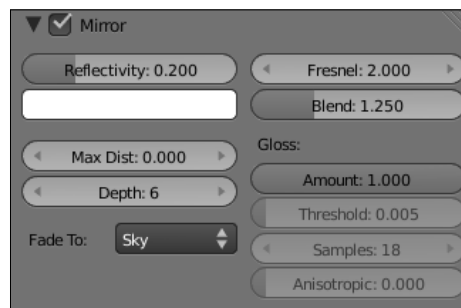 Mirror
Reflectivity: 0.200
Fresnel: 2.000
Blend: 1.250
Max Dist: 0.000
Depth: 6
Fade To: Sky
Gloss:
Amount: 1.000
Threshold: 0.005
Samples: 18
Anisotropic: 0.000